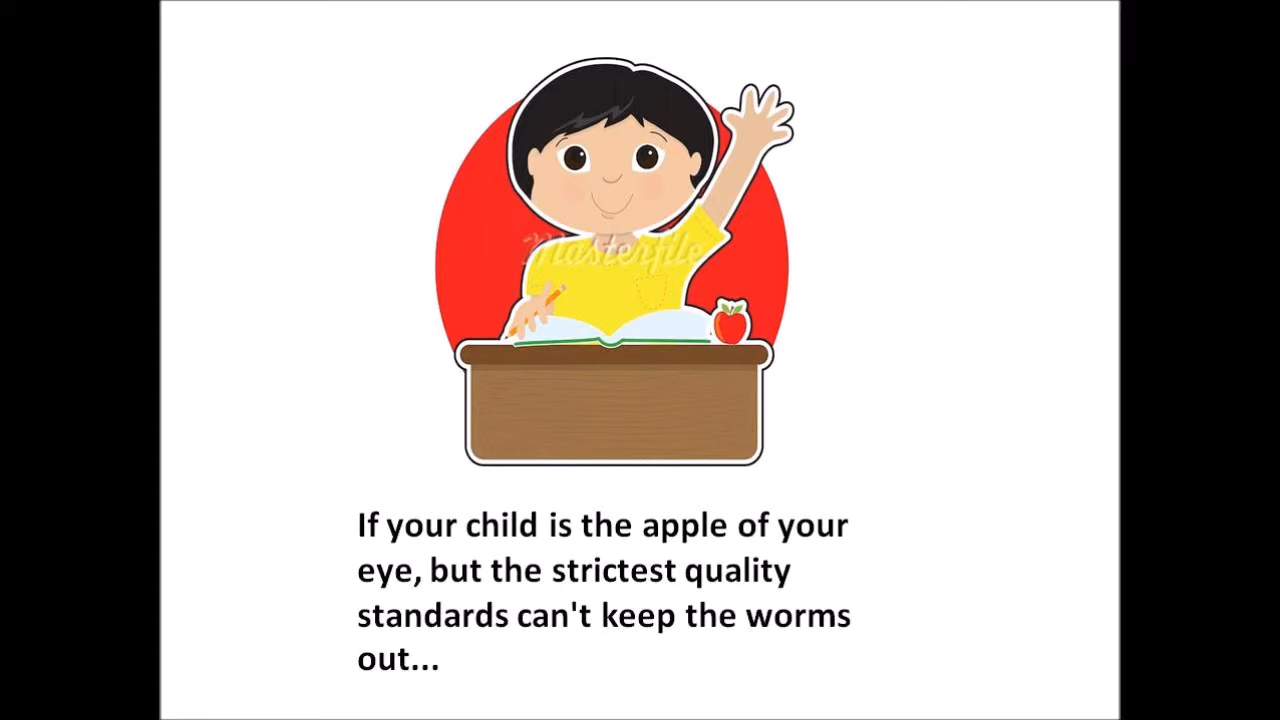 Masterfile
If your child is the apple of your
eye, but the strictest quality
standards can't keep the worms
out...